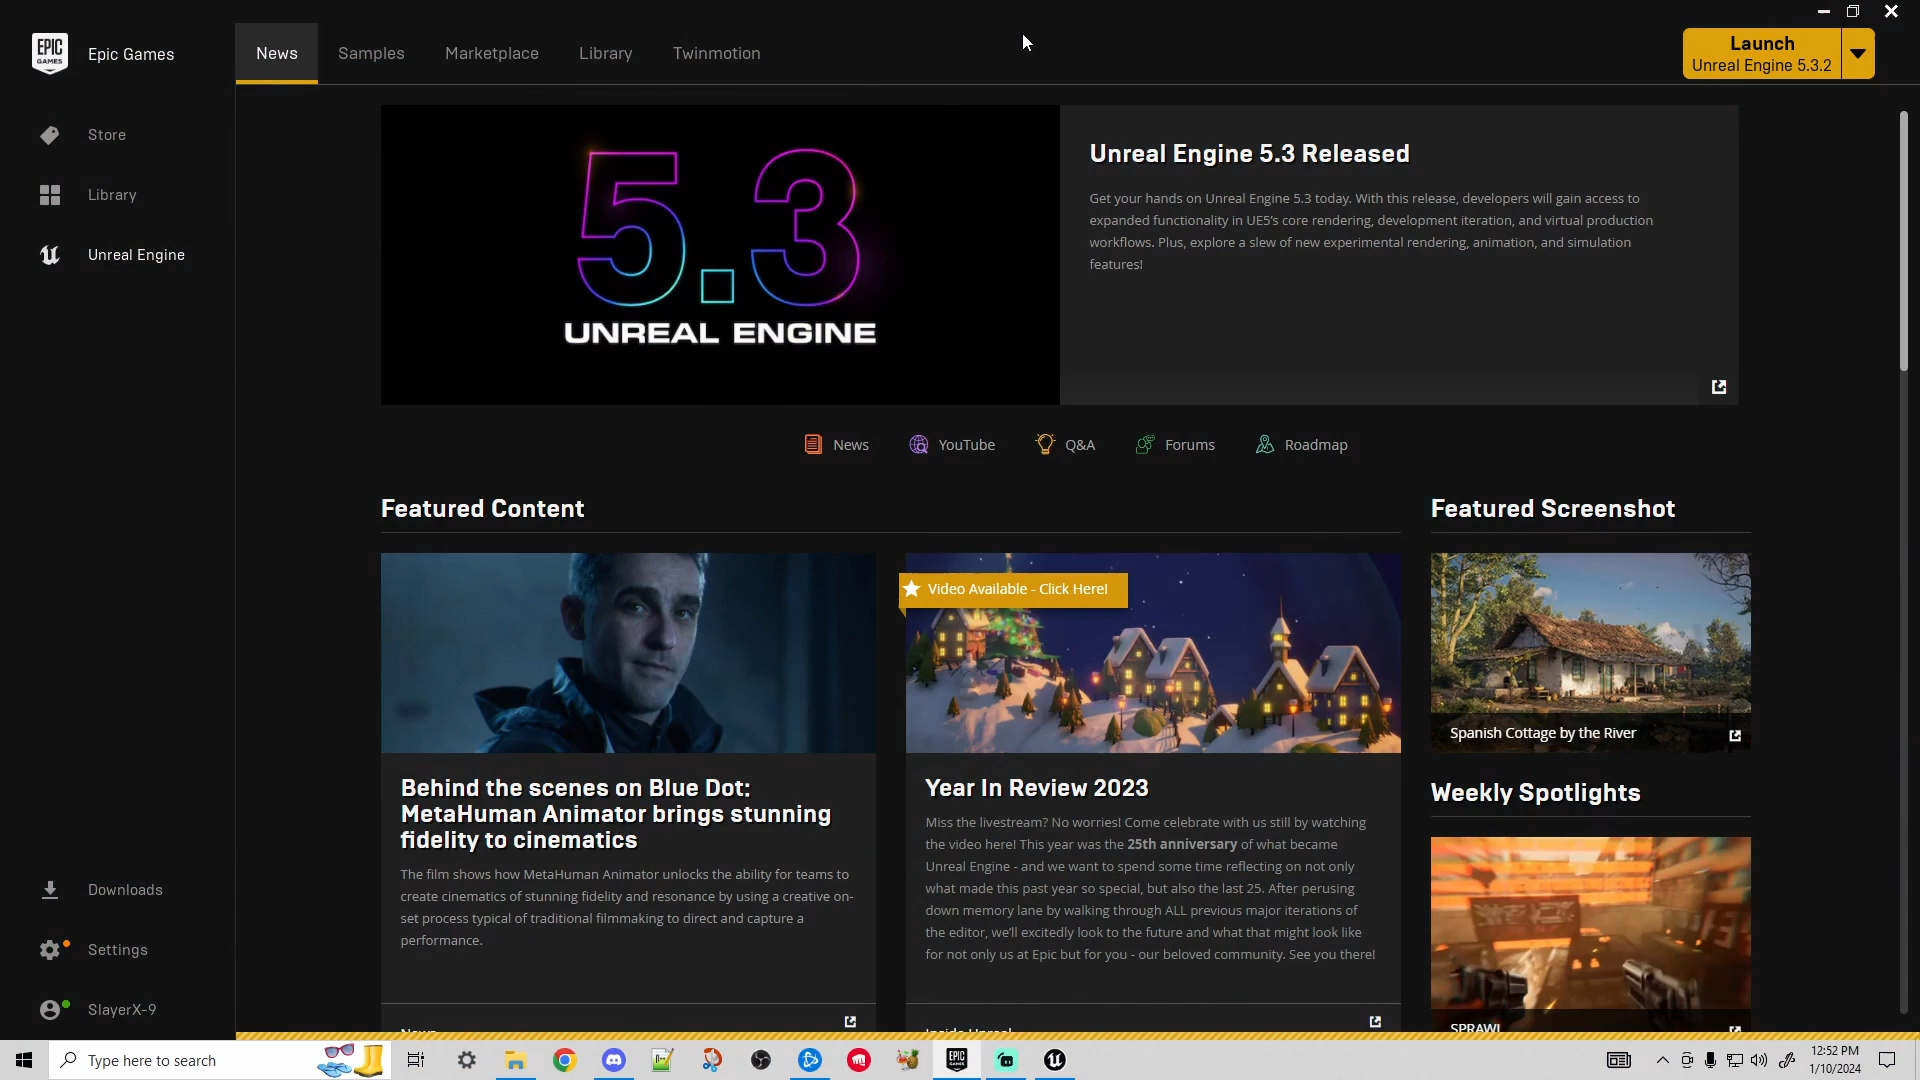 EPIC
GAMES
Epic Games
News
Samples
Marketplace
Library
Twinmotion
Launch
Unreal Engine 5.3.2
Store
Library
Unreal Engine
5.3
UNREAL ENGINE
Unreal Engine 5.3 Released
Get your hands on Unreal Engine 5.3 today. With this release, developers will gain access to
expanded functionality in UE5's core rendering, development iteration, and virtual production
workflows. Plus, explore a slew of new experimental rendering, animation, and simulation
features!
News
YouTube
Q&A
Forums
Roadmap
Featured Content
Featured Screenshot
Video Available - Click Here!
Spanish Cottage by the River
Behind the scenes on Blue Dot:
MetaHuman Animator brings stunning
fidelity to cinematics
The film shows how MetaHuman Animator unlocks the ability for teams to
create cinematics of stunning fidelity and resonance by using a creative on-
set process typical of traditional filmmaking to direct and capture a
performance.
News
Year In Review 2023
Miss the livestream? No worries! Come celebrate with us still by watching
the video here! This year was the 25th anniversary of what became
Unreal Engine - and we want to spend some time reflecting on not only
what made this past year so special, but also the last 25. After perusing
down memory lane by walking through ALL previous major iterations of
the editor, we'll excitedly look to the future and what that might look like
for not only us at Epic but for you - our beloved community. See you there!
Inside Unreal
Weekly Spotlights
SPRAWL
Downloads
Settings
SlayerX-9
Type here to search
EPIC
GAMES
12:52 PM
1/10/2024